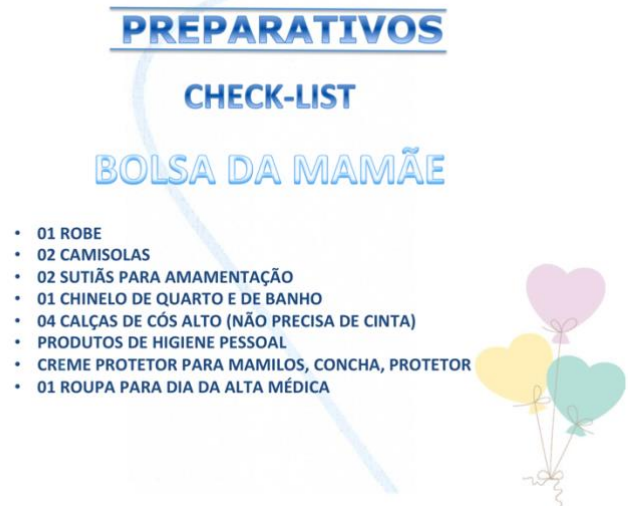 PREPARATIVOS
CHECK-LIST
BOLSA DA MAMÃE
• 01 ROBE
• 02 CAMISOLAS
• 02 SUTIÃS PARA AMAMENTAÇÃO
• 01 CHINELO DE QUARTO E DE BANHO
• 04 CALÇAS DE CÓS ALTO (NÃO PRECISA DE CINTA)
• PRODUTOS DE HIGIENE PESSOAL
• CREME PROTETOR PARA MAMILOS, CONCHA, PROTETOR
• 01 ROUPA PARA DIA DA ALTA MÉDICA